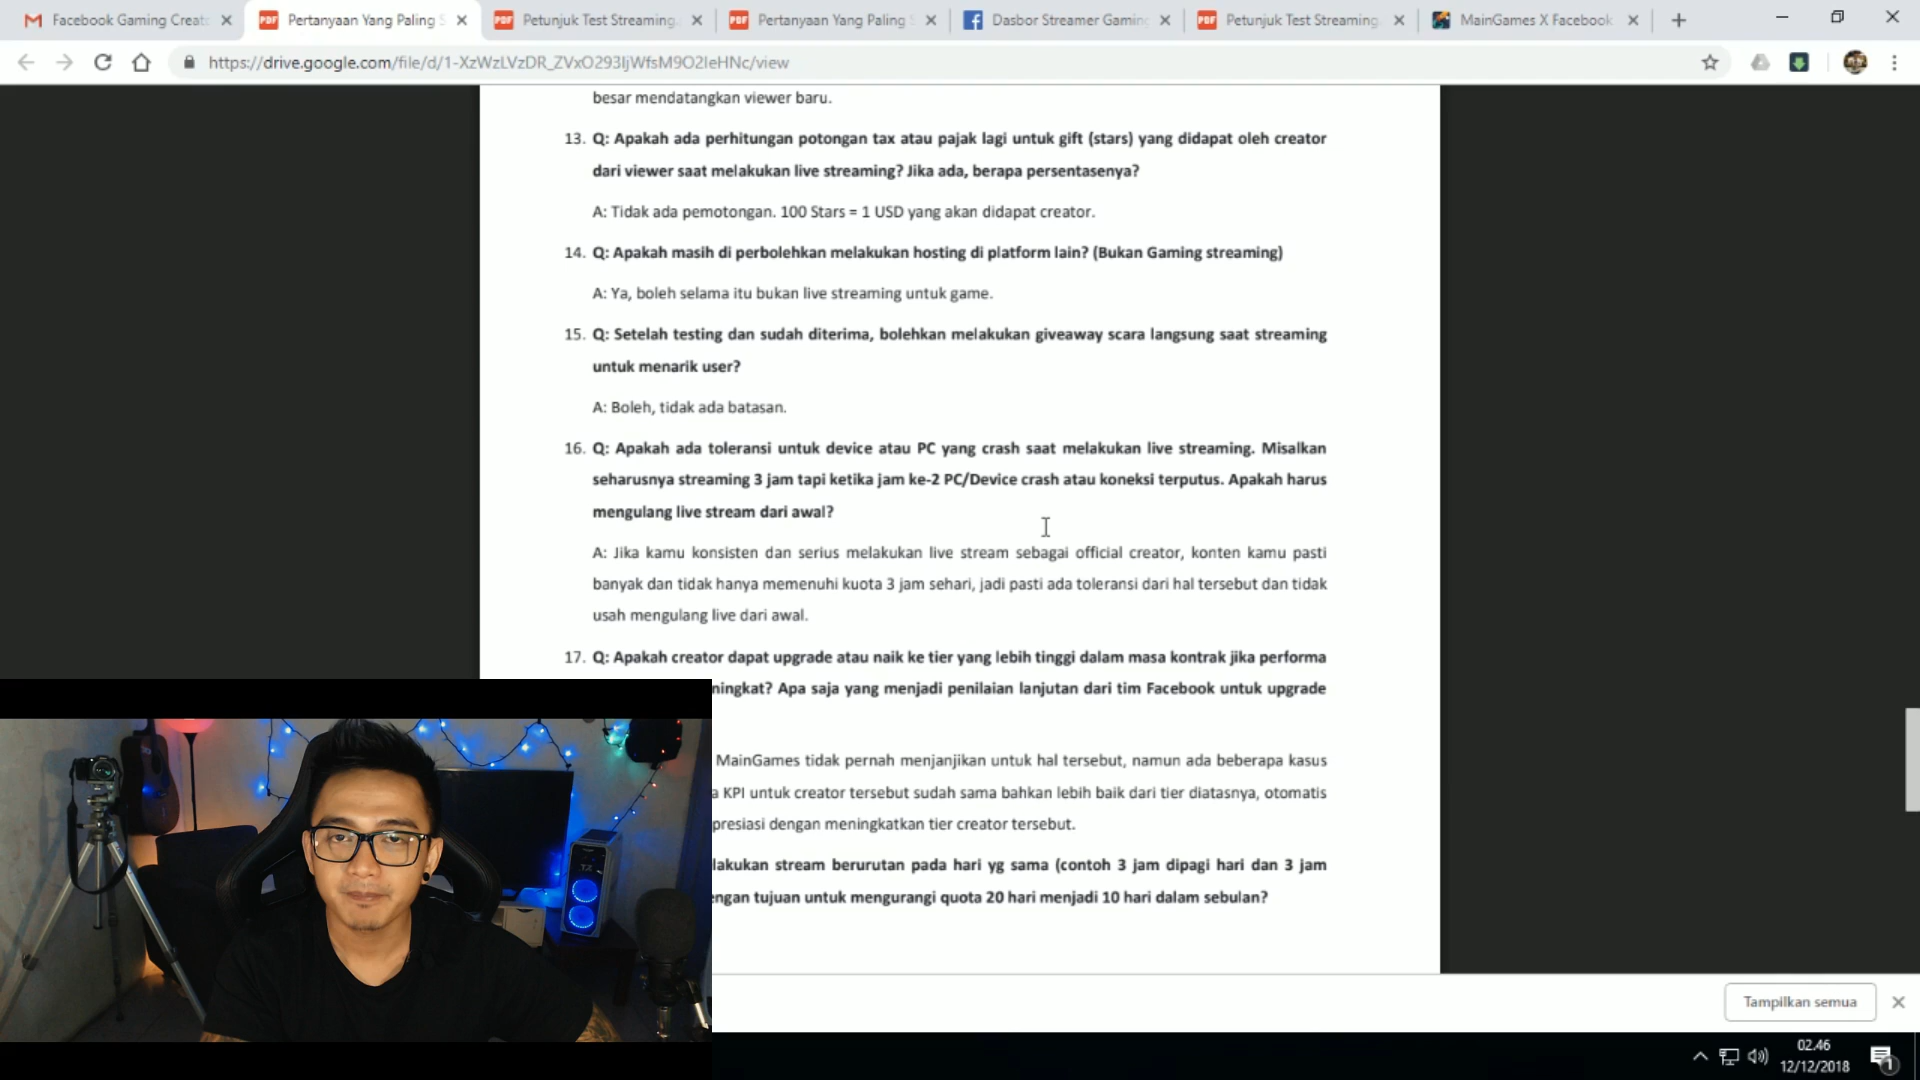 Facebook Gaming Creat
Pertanyaan Yang Paling S
Petunjuk Test Streaming
Pertanyaan Yang Paling S
Dasbor Streamer Gaming
Petunjuk Test Streaming
MainGames X Facebook
https://drive.google.com/file/d/1-XzWzLVzDR_ZVxO293IjWfsM9O2IeHNc/view
besar mendatangkan viewer baru.
13. Q: Apakah ada perhitungan potongan tax atau pajak lagi untuk gift (stars) yang didapat oleh creator
dari viewer saat melakukan live streaming? Jika ada, berapa persentasenya?
A: Tidak ada pemotongan. 100 Stars = 1 USD yang akan didapat creator.
14. Q: Apakah masih di perbolehkan melakukan hosting di platform lain? (Bukan Gaming streaming)
A: Ya, boleh selama itu bukan live streaming untuk game.
15. Q: Setelah testing dan sudah diterima, bolehkan melakukan giveaway scara langsung saat streaming
untuk menarik user?
A: Boleh, tidak ada batasan.
16. Q: Apakah ada toleransi untuk device atau PC yang crash saat melakukan live streaming. Misalkan
seharusnya streaming 3 jam tapi ketika jam ke-2 PC/Device crash atau koneksi terputus. Apakah harus
mengulang live stream dari awal?
A: Jika kamu konsisten dan serius melakukan live stream sebagai official creator, konten kamu pasti
banyak dan tidak hanya memenuhi kuota 3 jam sehari, jadi pasti ada toleransi dari hal tersebut dan tidak
usah mengulang live dari awal.
17. Q: Apakah creator dapat upgrade atau naik ke tier yang lebih tinggi dalam masa kontrak jika performa
ningkat? Apa saja yang menjadi penilaian lanjutan dari tim Facebook untuk upgrade
MainGames tidak pernah menjanjikan untuk hal tersebut, namun ada beberapa kasus
a KPI untuk creator tersebut sudah sama bahkan lebih baik dari tier diatasnya, otomatis
presiasi dengan meningkatkan tier creator tersebut.
lakukan stream berurutan pada hari yg sama (contoh 3 jam dipagi hari dan 3 jam
ngan tujuan untuk mengurangi quota 20 hari menjadi 10 hari dalam sebulan?
Tampilkan semua
02.46
12/12/2018
1